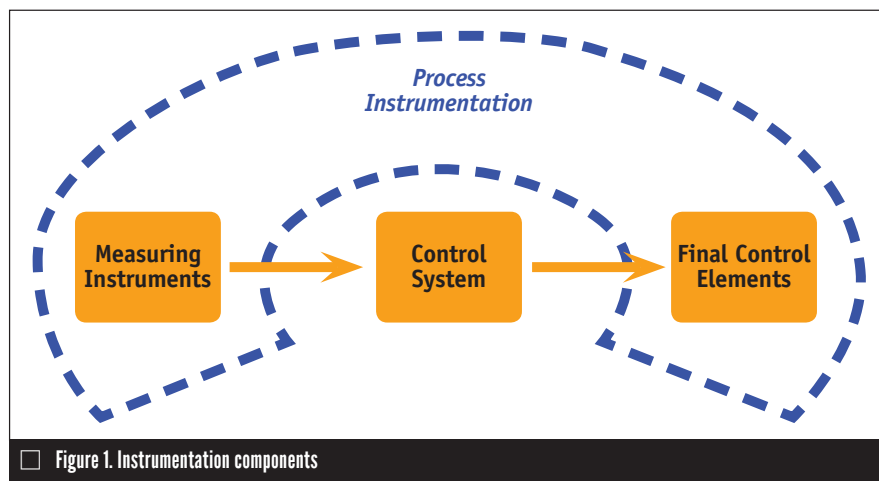 Process
Instrumentation
Measuring
Instruments
Control
System
Final Control
Elements
Figure 1. Instrumentation components